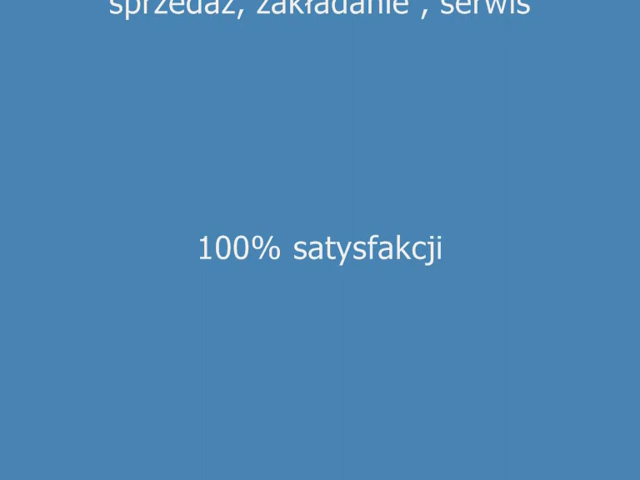 sprzedaż, zakładanie , serwis
100% satysfakcji